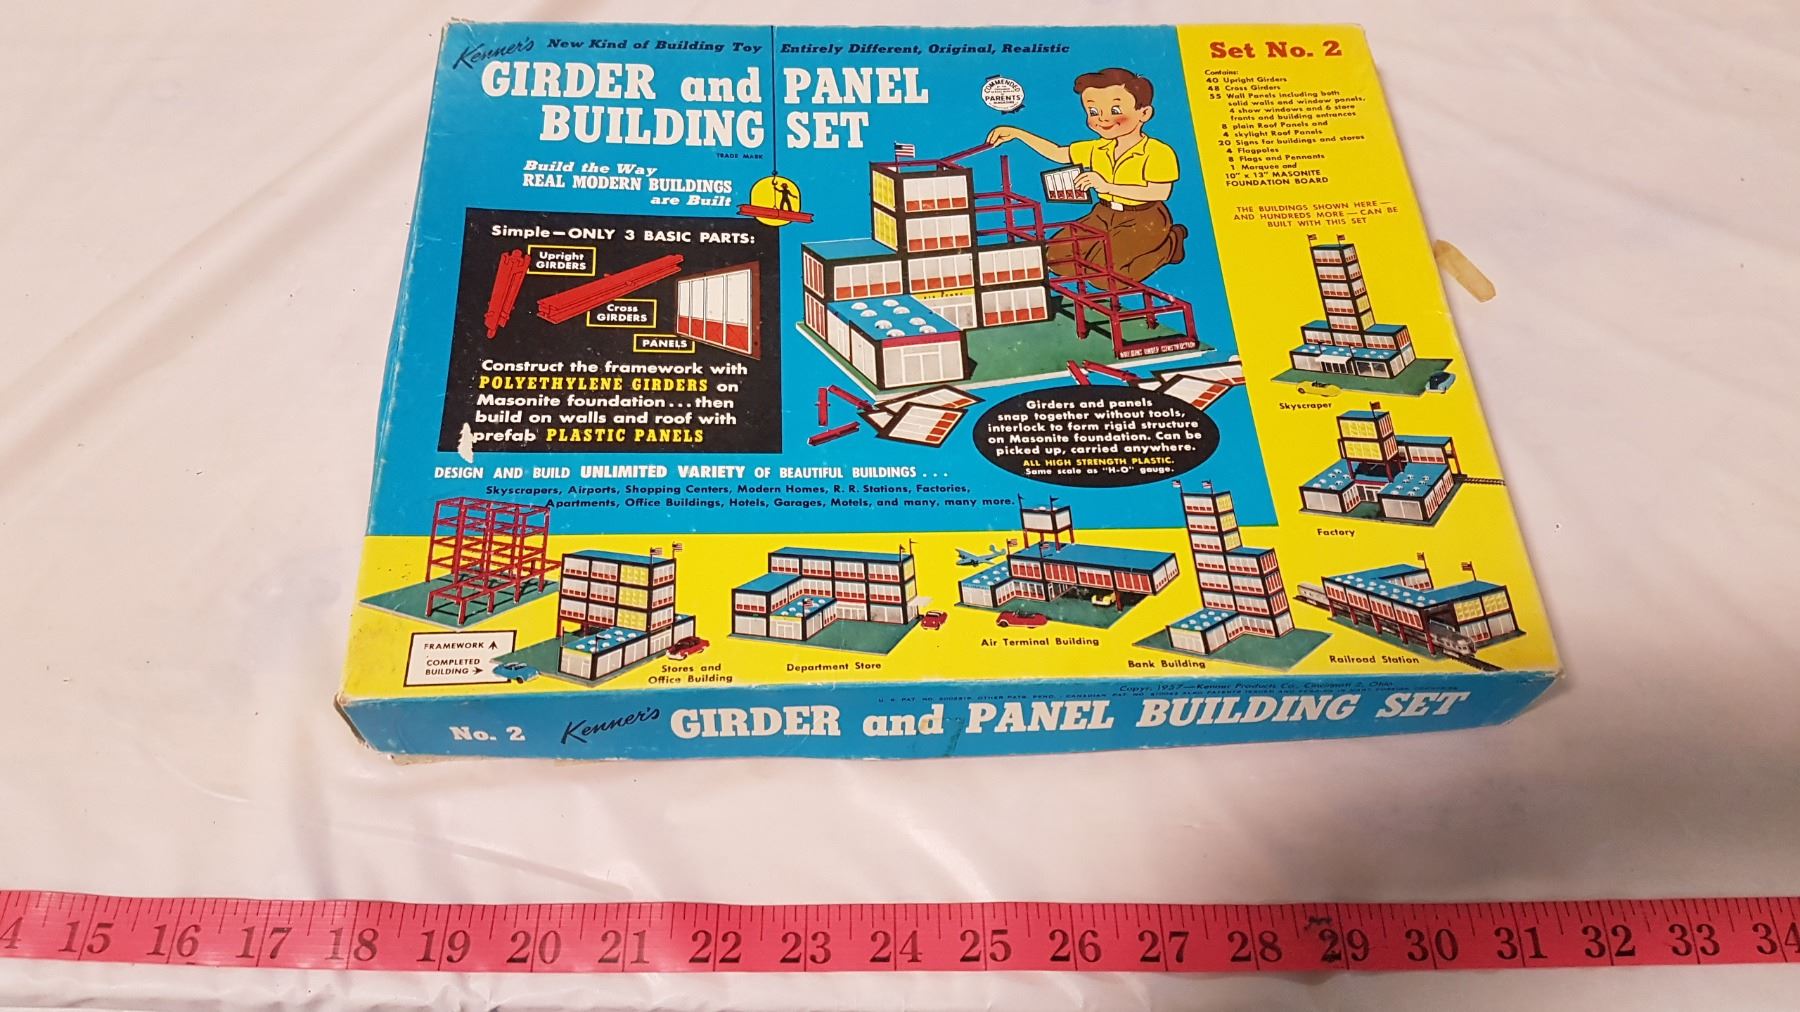 Kenner's New Kind of Building Toy Entirely Different, Original, Realistic
GIRDER and PANEL
BUILDING SET
TRADE MARK
COMMENDED
PARENTS
MAGAZINE
Build the Way
REAL MODERN BUILDINGS
are Built
Simple—ONLY 3 BASIC PARTS:
Upright
GIRDERS
Cross
GIRDERS
PANELS
Construct the framework with
POLYETHYLENE GIRDERS on
Masonite foundation...then
build on walls and roof with
prefab PLASTIC PANELS
BUILDING UNDER CONSTRUCTION
Girders and panels
snap together without tools,
interlock to form rigid structure
on Masonite foundation. Can be
picked up, carried anywhere.
ALL HIGH STRENGTH PLASTIC.
Same scale as "H-O" gauge.
DESIGN AND BUILD UNLIMITED VARIETY OF BEAUTIFUL BUILDINGS . . .
Skyscrapers, Airports, Shopping Centers, Modern Homes, R. R. Stations, Factories,
Apartments, Office Buildings, Hotels, Garages, Motels, and many, many more.
Set No. 2
Contains:
40 Upright Girders
48 Cross Girders
55 Wall Panels including both
solid walls and window panels,
4 show windows and 6 store
fronts and building entrances
8 plain Roof Panels and
4 skylight Roof Panels
20 Signs for buildings and stores
4 Flagpoles
8 Flags and Pennants
1 Marquee and
10" x 13" MASONITE
FOUNDATION BOARD
THE BUILDINGS SHOWN HERE —
AND HUNDREDS MORE — CAN BE
BUILT WITH THIS SET
Skyscraper
Factory
FRAMEWORK
COMPLETED
BUILDING
Stores and
Office Building
Department Store
Air Terminal Building
Bank Building
Railroad Station
Copyr. 1957—Kenner Products Co., Cincinnati 2, Ohio
No. 2 Kenner's GIRDER and PANEL BUILDING SET
4 15 16 17 18 19 20 21 22 23 24 25 26 27 28 29 30 31 32 33 34